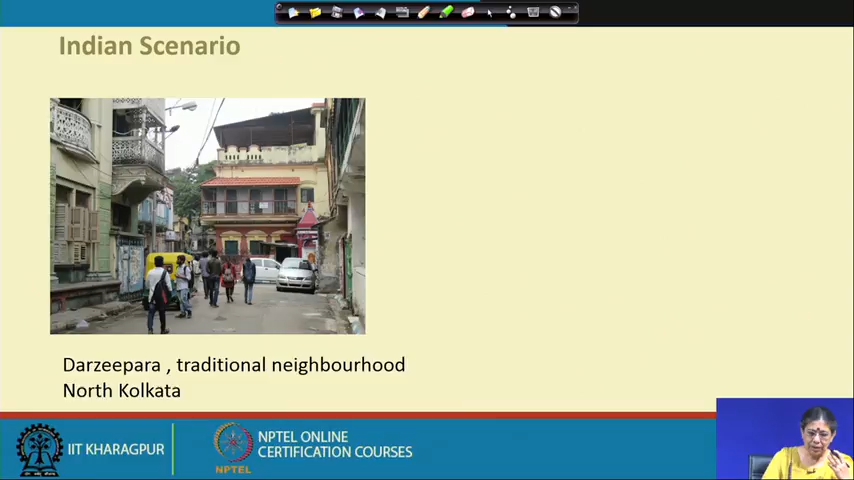 Indian Scenario
Darzeepara , traditional neighbourhood
North Kolkata
IIT KHARAGPUR
NPTEL
NPTEL ONLINE
CERTIFICATION COURSES